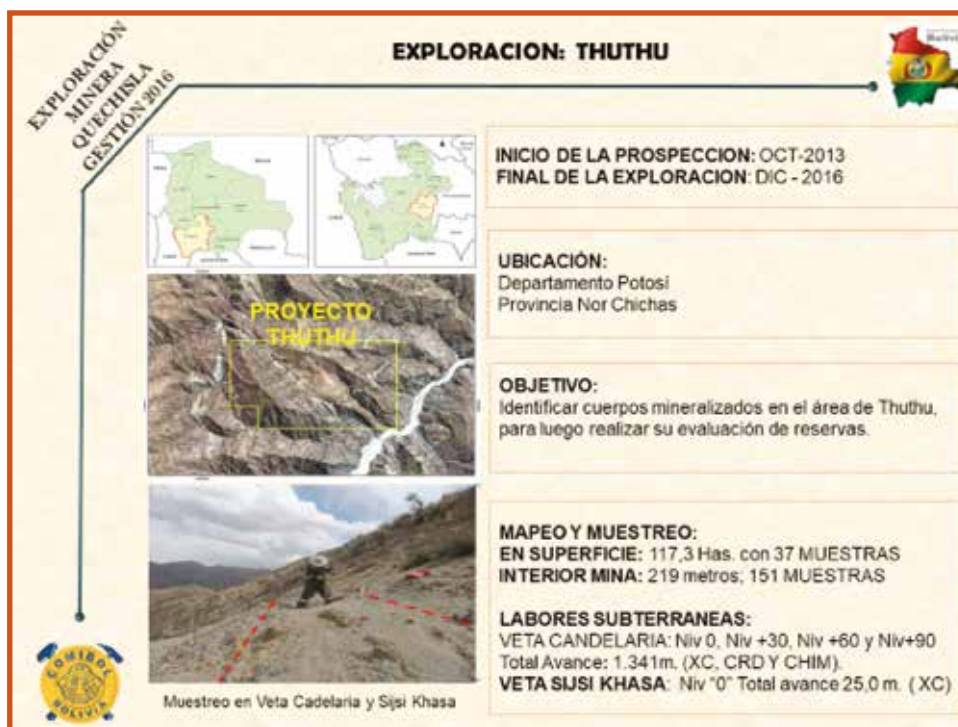 EXPLORACIÓN
MINERA
QUECHISLA
GESTIÓN 2016
EXPLORACION: THUTHU
INICIO DE LA PROSPECCION: OCT-2013
FINAL DE LA EXPLORACION: DIC - 2016
UBICACIÓN:
Departamento Potosí
Provincia Nor Chichas
PROYECTO
THUTHU
OBJETIVO:
Identificar cuerpos mineralizados en el área de Thuthu,
para luego realizar su evaluación de reservas.
MAPEO Y MUESTREO:
EN SUPERFICIE: 117,3 Has. con 37 MUESTRAS
INTERIOR MINA: 219 metros; 151 MUESTRAS
LABORES SUBTERRANEAS:
VETA CANDELARIA: Niv 0, Niv +30, Niv +60 y Niv+90
Total Avance: 1.341m, (XC, CRD Y CHIM).
VETA SIJSI KHASA: Niv "0" Total avance 25,0 m. ( XC)
Muestreo en Veta Cadelaria y Sijsi Khasa
COMIBOL
BOLIVIA